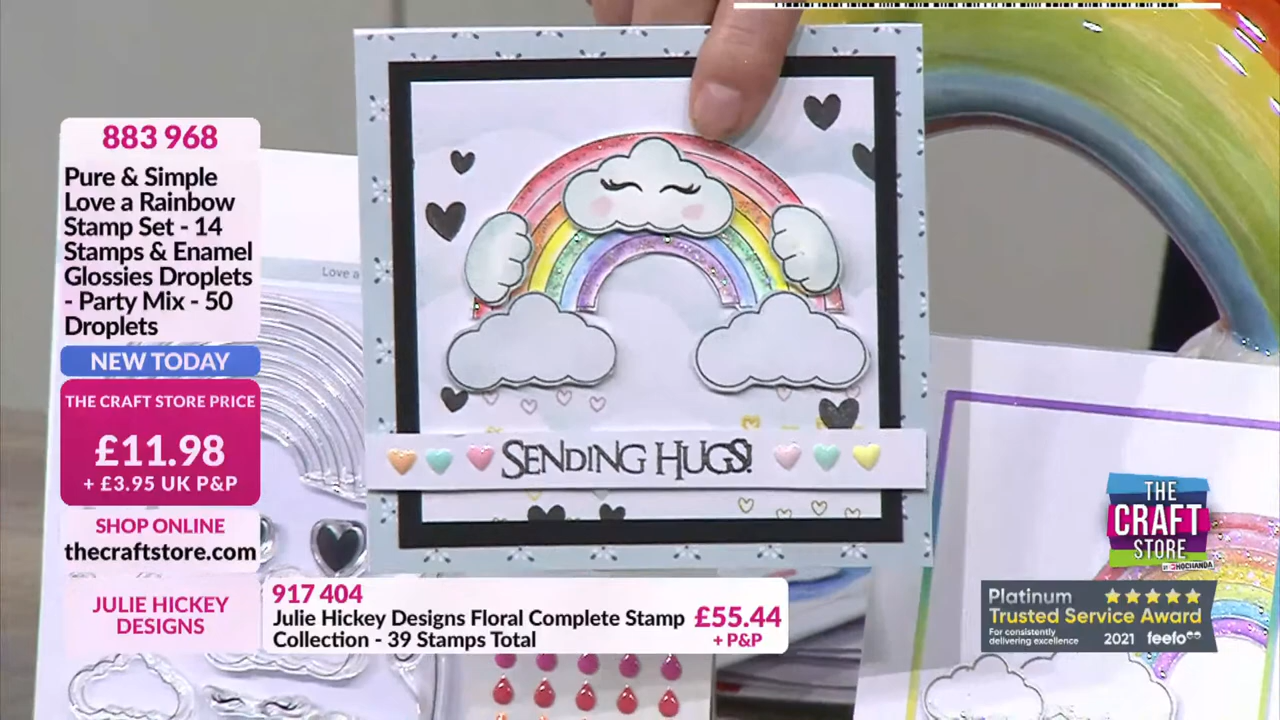 883 968
Pure & Simple
Love a Rainbow
Stamp Set - 14
Stamps & Enamel
Glossies Droplets
- Party Mix - 50
Droplets
NEW TODAY
THE CRAFT STORE PRICE
£11.98
+ £3.95 UK P&P
SHOP ONLINE
thecraftstore.com
JULIE HICKEY
DESIGNS
917 404
Julie Hickey Designs Floral Complete Stamp
Collection - 39 Stamps Total
£55.44
+ P&P
Love a
SENDING HUGS!
THE
CRAFT
STORE
HOCHANDA
Platinum
Trusted Service Award
For consistently
delivering excellence
2021 feefo